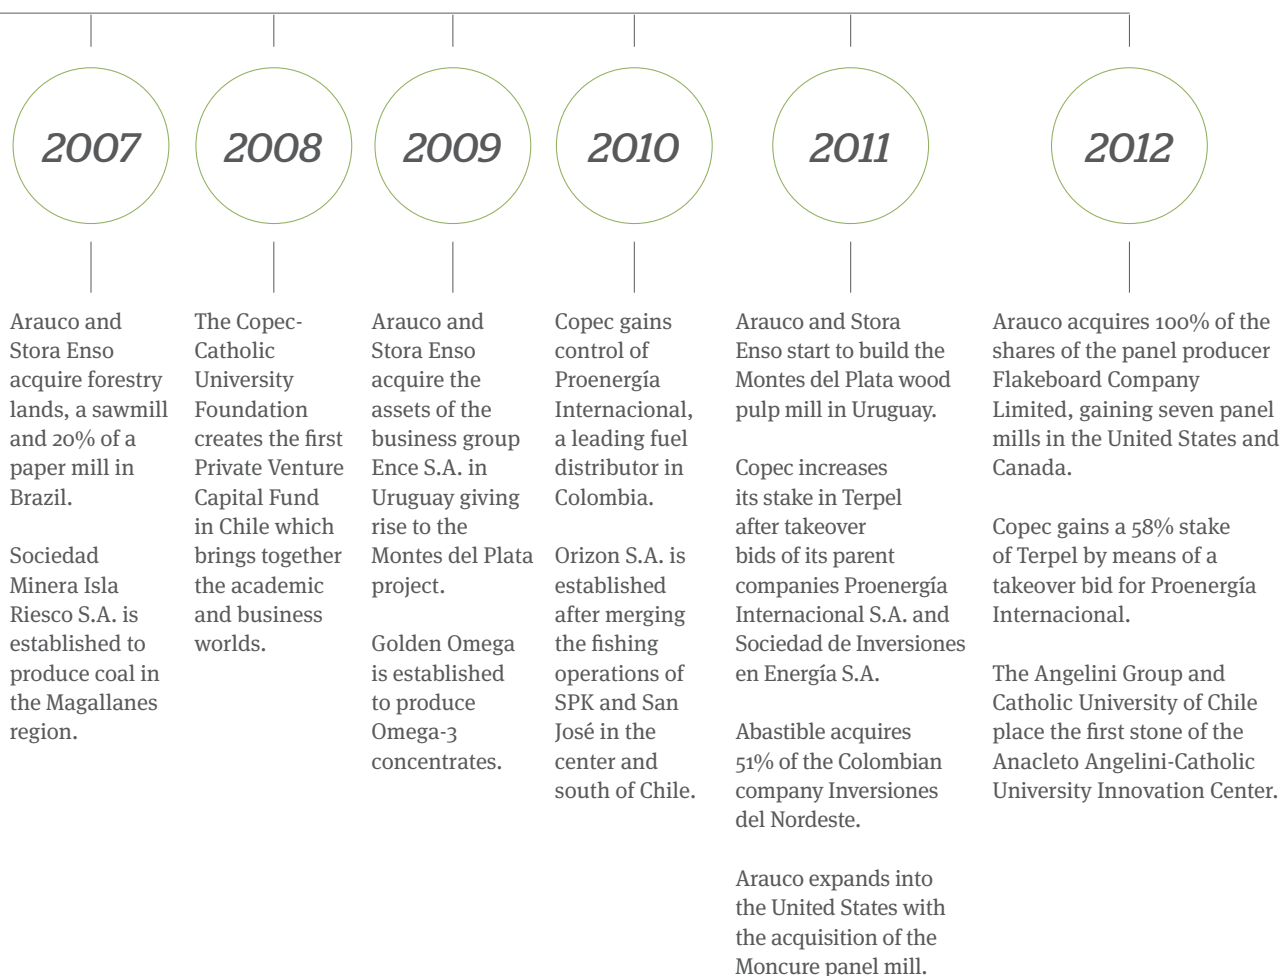 2007
2008
2009
2010
2011
2012
Arauco and
Stora Enso
acquire forestry
lands, a sawmill
and 20% of a
paper mill in
Brazil.
Sociedad
Minera Isla
Riesco S.A. is
established to
produce coal in
the Magallanes
region.
The Copec-
Catholic
University
Foundation
creates the first
Private Venture
Capital Fund
in Chile which
brings together
the academic
and business
worlds.
Arauco and
Stora Enso
acquire the
assets of the
business group
Ence S.A. in
Uruguay giving
rise to the
Montes del Plata
project.
Golden Omega
is established
to produce
Omega-3
concentrates.
Copec gains
control of
Proenergía
Internacional,
a leading fuel
distributor in
Colombia.
Orizon S.A. is
established
after merging
the fishing
operations of
SPK and San
José in the
center and
south of Chile.
Arauco and Stora
Enso start to build the
Montes del Plata wood
pulp mill in Uruguay.
Copec increases
its stake in Terpel
after takeover
bids of its parent
companies Proenergía
Internacional S.A. and
Sociedad de Inversiones
en Energía S.A.
Abastible acquires
51% of the Colombian
company Inversiones
del Nordeste.
Arauco expands into
the United States with
the acquisition of the
Moncure panel mill.
Arauco acquires 100% of the
shares of the panel producer
Flakeboard Company
Limited, gaining seven panel
mills in the United States and
Canada.
Copec gains a 58% stake
of Terpel by means of a
takeover bid for Proenergía
Internacional.
The Angelini Group and
Catholic University of Chile
place the first stone of the
Anacleto Angelini-Catholic
University Innovation Center.